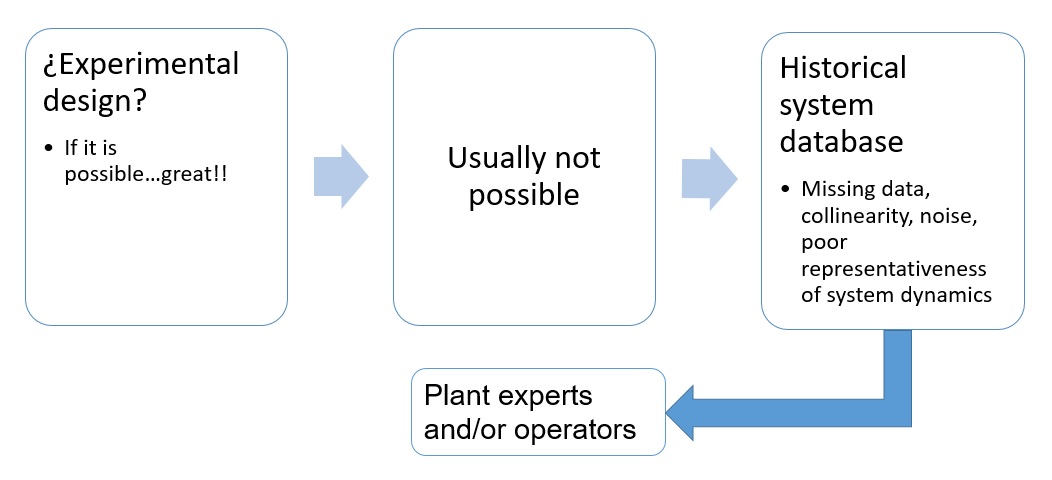 ¿Experimental
design?
• If it is
possible...great!!
Usually not
possible
Historical
system
database
• Missing data,
collinearity, noise,
poor
representativeness
of system dynamics
Plant experts
and/or operators